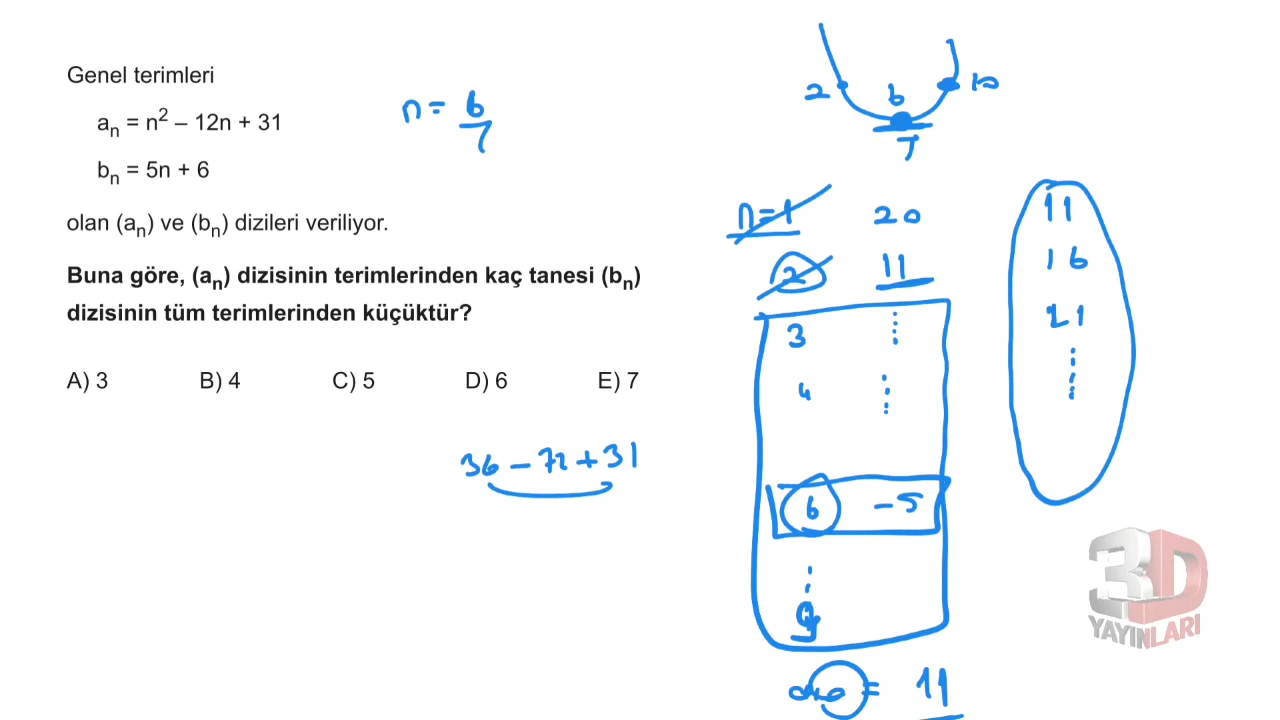 Genel terimleri
aₙ = n² – 12n + 31
bₙ = 5n + 6
olan (aₙ) ve (bₙ) dizileri veriliyor.
Buna göre, (aₙ) dizisinin terimlerinden kaç tanesi (bₙ)
dizisinin tüm terimlerinden küçüktür?
A) 3 B) 4 C) 5 D) 6 E) 7
n = 6
7
36 – 72 + 31
2 6 10
7
n=1 20
2 11
3
4
6 –5
9
= 11
11
16
21
3D
YAYINLARI